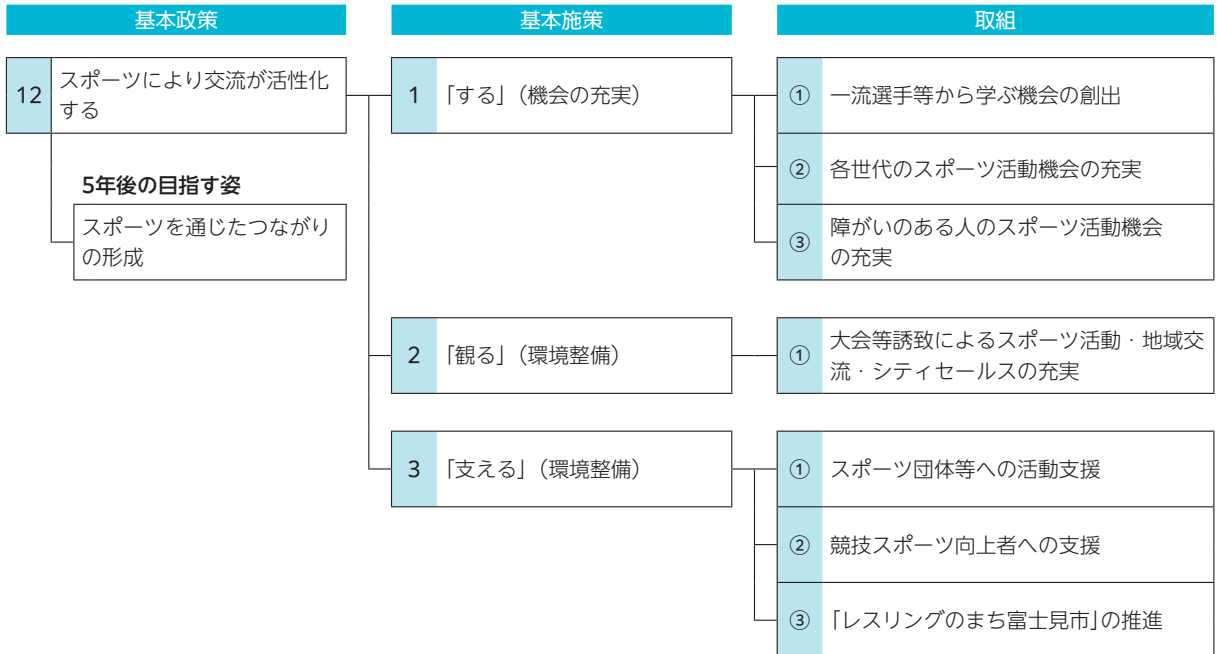 基本政策
基本施策
取組
12
スポーツにより交流が活性化
する
5年後の目指す姿
スポーツを通じたつながり
の形成
1
「する」（機会の充実）
①
一流選手等から学ぶ機会の創出
②
各世代のスポーツ活動機会の充実
③
障がいのある人のスポーツ活動機会
の充実
2
「観る」（環境整備）
①
大会等誘致によるスポーツ活動・地域交
流・シティセールスの充実
3
「支える」（環境整備）
①
スポーツ団体等への活動支援
②
競技スポーツ向上者への支援
③
「レスリングのまち富士見市」の推進